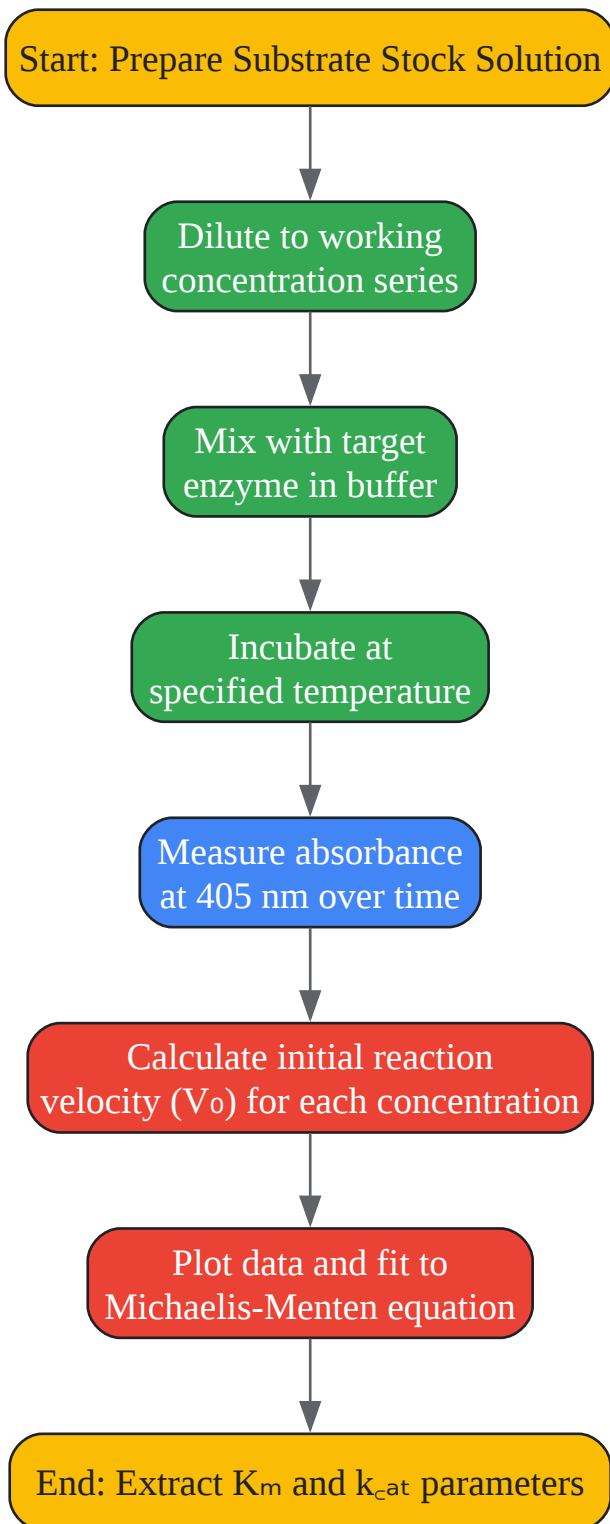 Start: Prepare Substrate Stock Solution
Dilute to working
concentration series
Mix with target
enzyme in buffer
Incubate at
specified temperature
Measure absorbance
at 405 nm over time
Calculate initial reaction
velocity (V₀) for each concentration
Plot data and fit to
Michaelis-Menten equation
End: Extract Kₘ and k꜀ₐₜ parameters